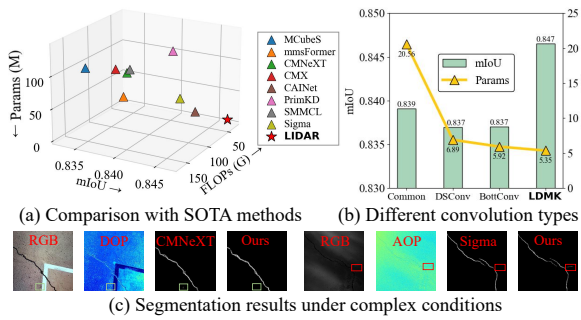 ← Params (M)
100
50
0
0.835
0.840
0.845
mIoU →
150
100
50
FLOPs (G) →
MCubeS
mmsFormer
CMNeXT
CMX
CAINet
PrimKD
SMMCL
Sigma
LIDAR
(a) Comparison with SOTA methods
mIoU
0.850
0.845
0.840
0.835
0.830
25
20
15
10
5
0
mIoU
Params
20.56
0.839
0.837
6.89
0.837
5.92
0.847
5.35
Common
DSConv
BottConv
LDMK
(b) Different convolution types
RGB DOP CMNeXT Ours RGB AOP Sigma Ours
(c) Segmentation results under complex conditions